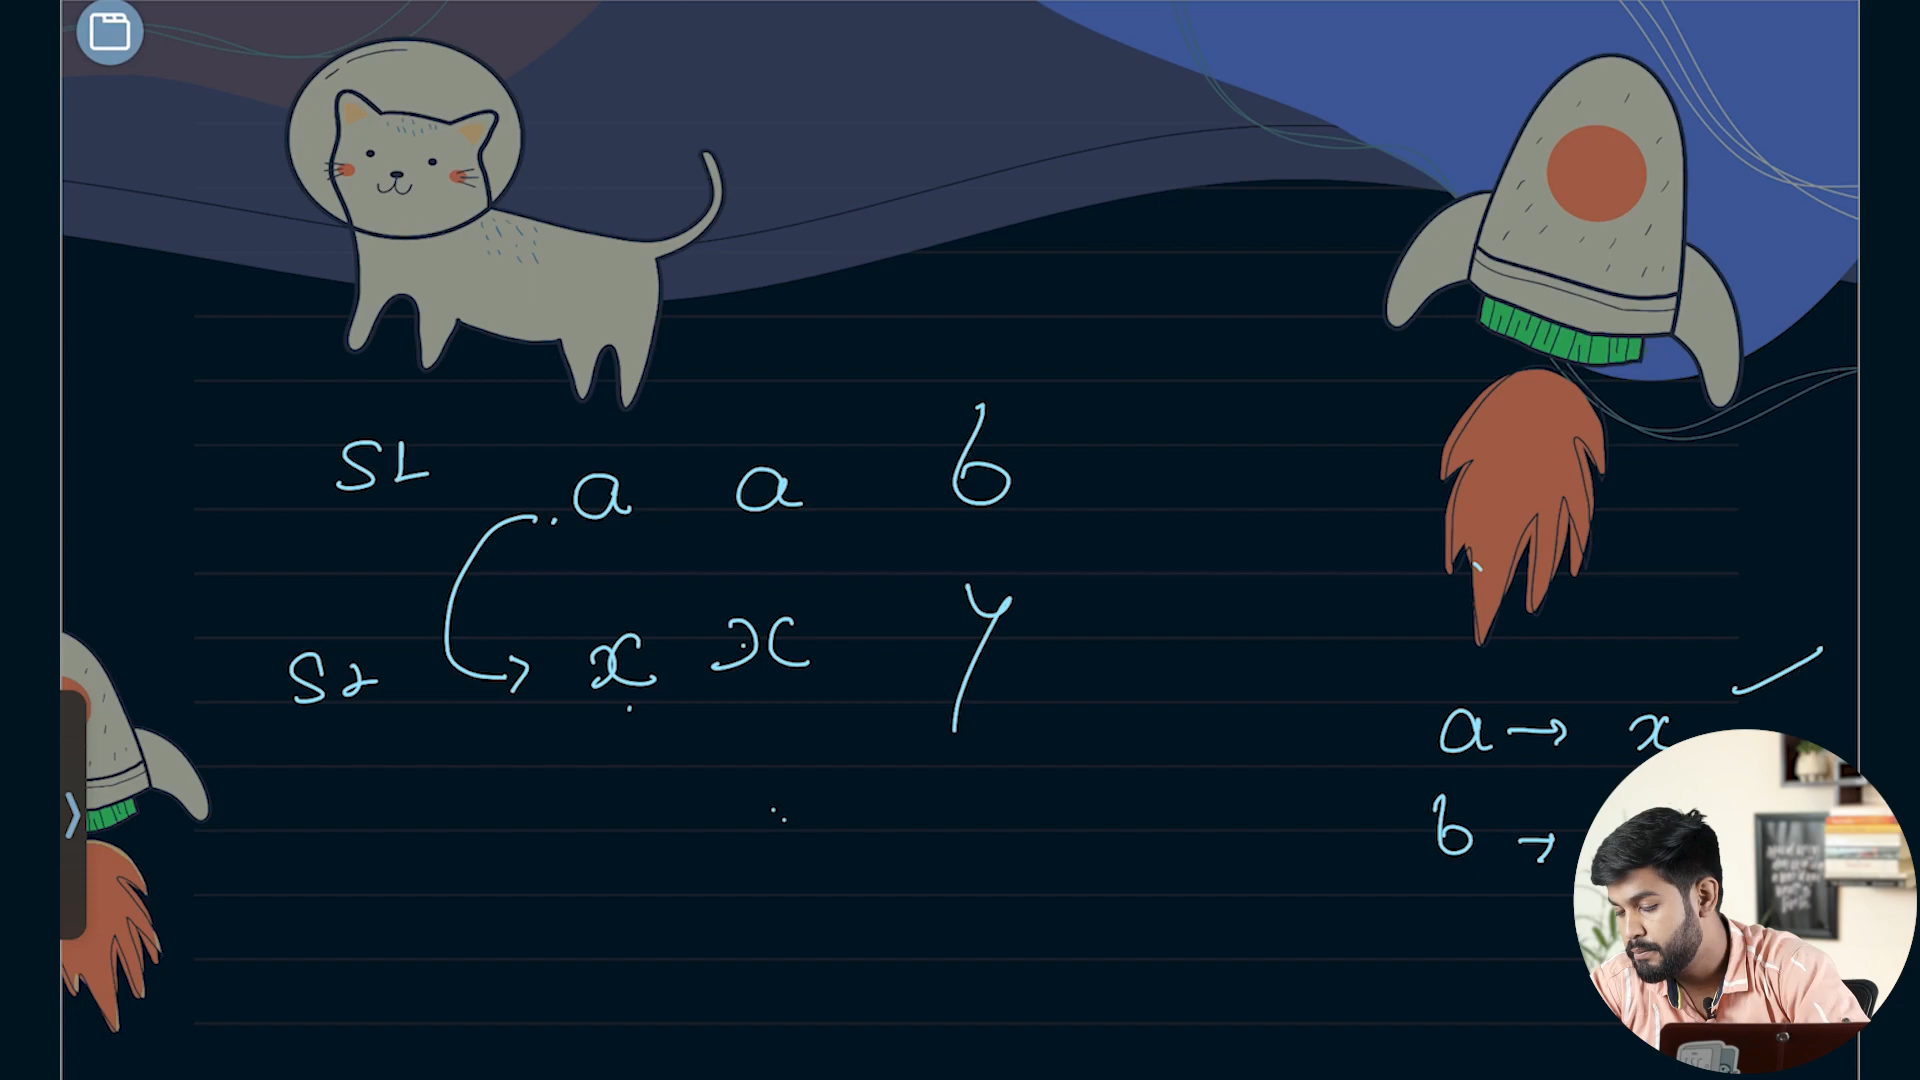 S1 a a b
S2 x x y
a → x
b →